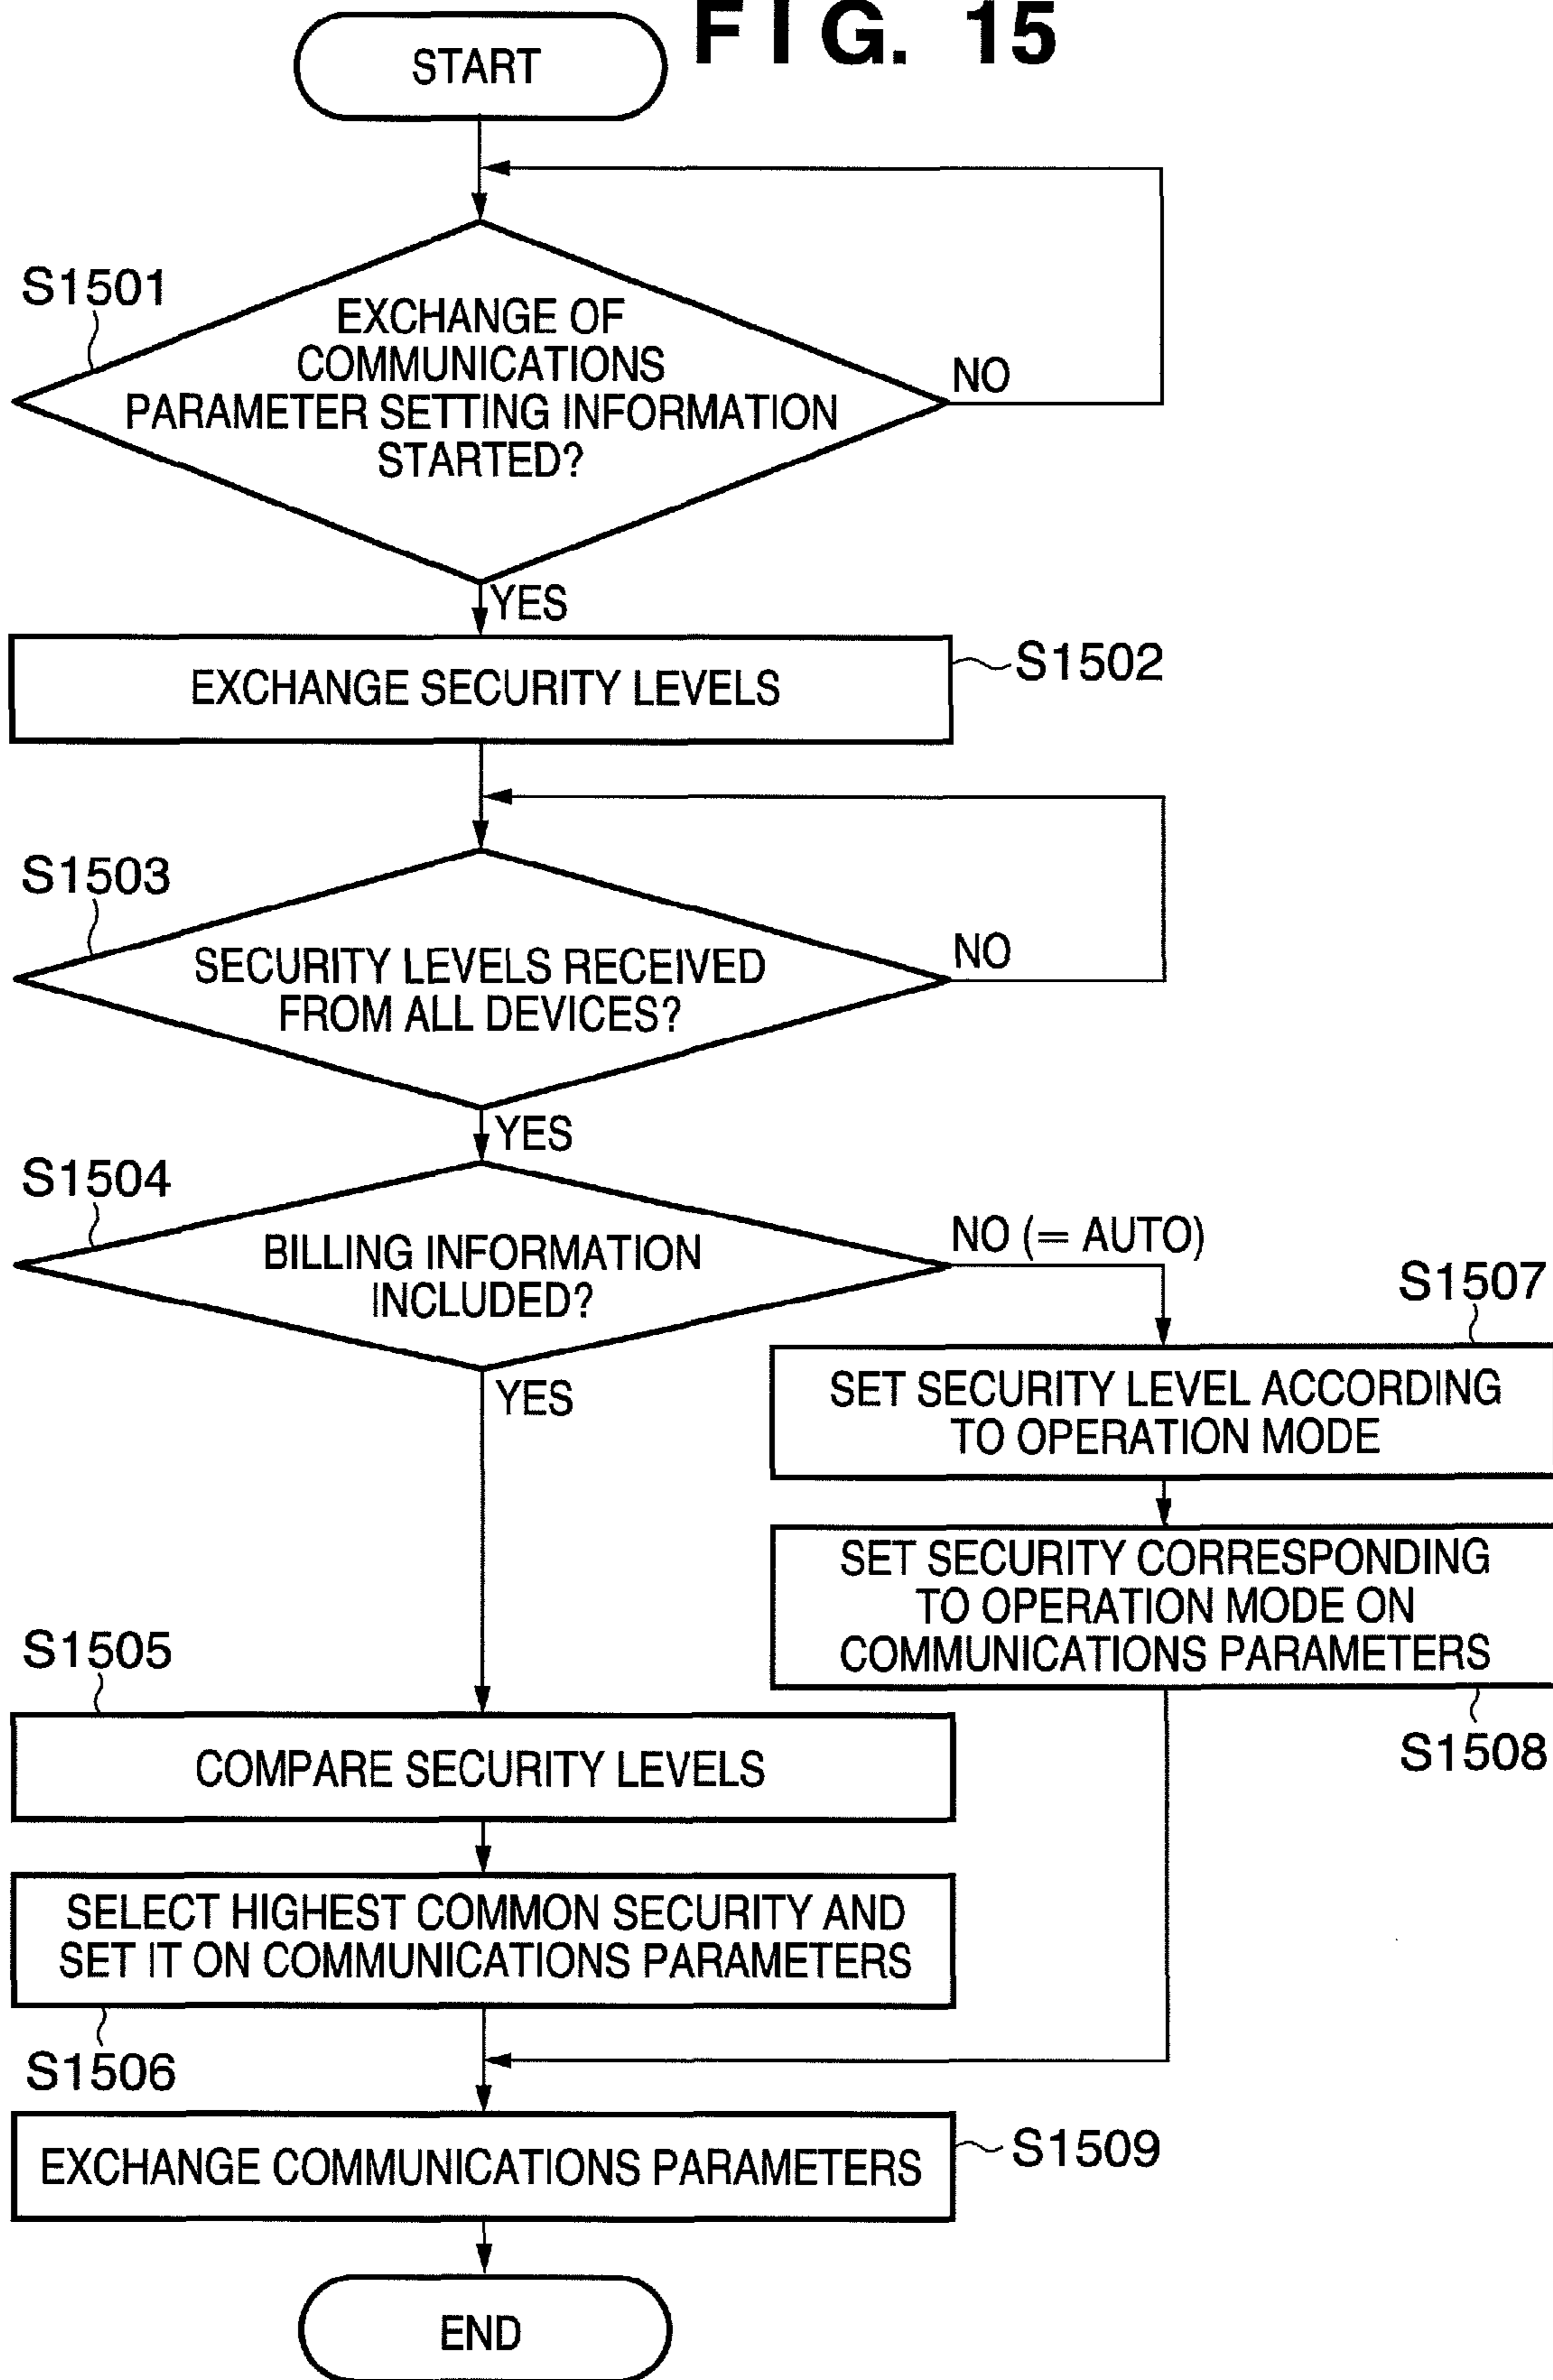 FIG. 15
START
S1501
EXCHANGE OF
COMMUNICATIONS
PARAMETER SETTING INFORMATION
STARTED?
NO
YES
EXCHANGE SECURITY LEVELS
S1502
S1503
SECURITY LEVELS RECEIVED
FROM ALL DEVICES?
NO
YES
S1504
BILLING INFORMATION
INCLUDED?
NO (= AUTO)
YES
S1507
SET SECURITY LEVEL ACCORDING
TO OPERATION MODE
SET SECURITY CORRESPONDING
TO OPERATION MODE ON
COMMUNICATIONS PARAMETERS
S1508
S1505
COMPARE SECURITY LEVELS
SELECT HIGHEST COMMON SECURITY AND
SET IT ON COMMUNICATIONS PARAMETERS
S1506
EXCHANGE COMMUNICATIONS PARAMETERS
S1509
END